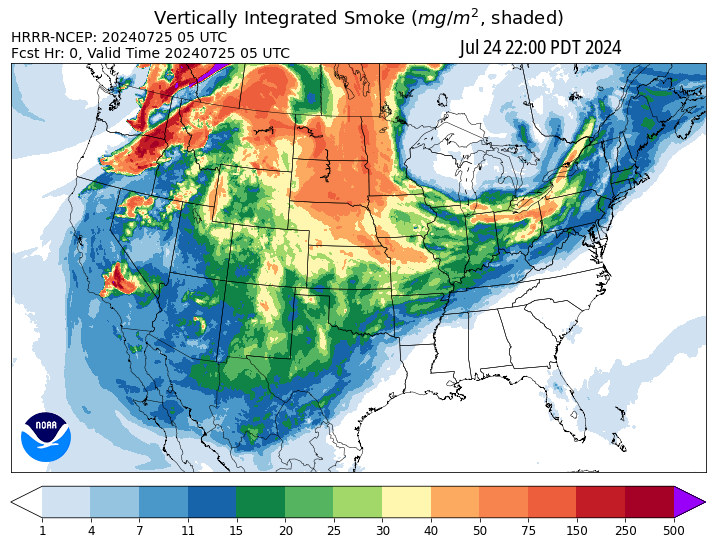 Vertically Integrated Smoke (mg/m², shaded)
HRRR-NCEP: 20240725 05 UTC
Fcst Hr: 0, Valid Time 20240725 05 UTC
Jul 24 22:00 PDT 2024
NOAA
1 4 7 11 15 20 25 30 40 50 75 150 250 500